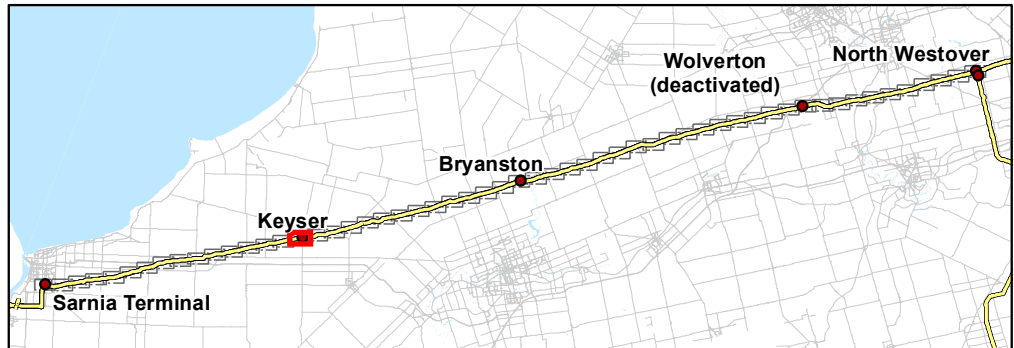 Wolverton
(deactivated)
North Westover
Bryanston
Keyser
Sarnia Terminal